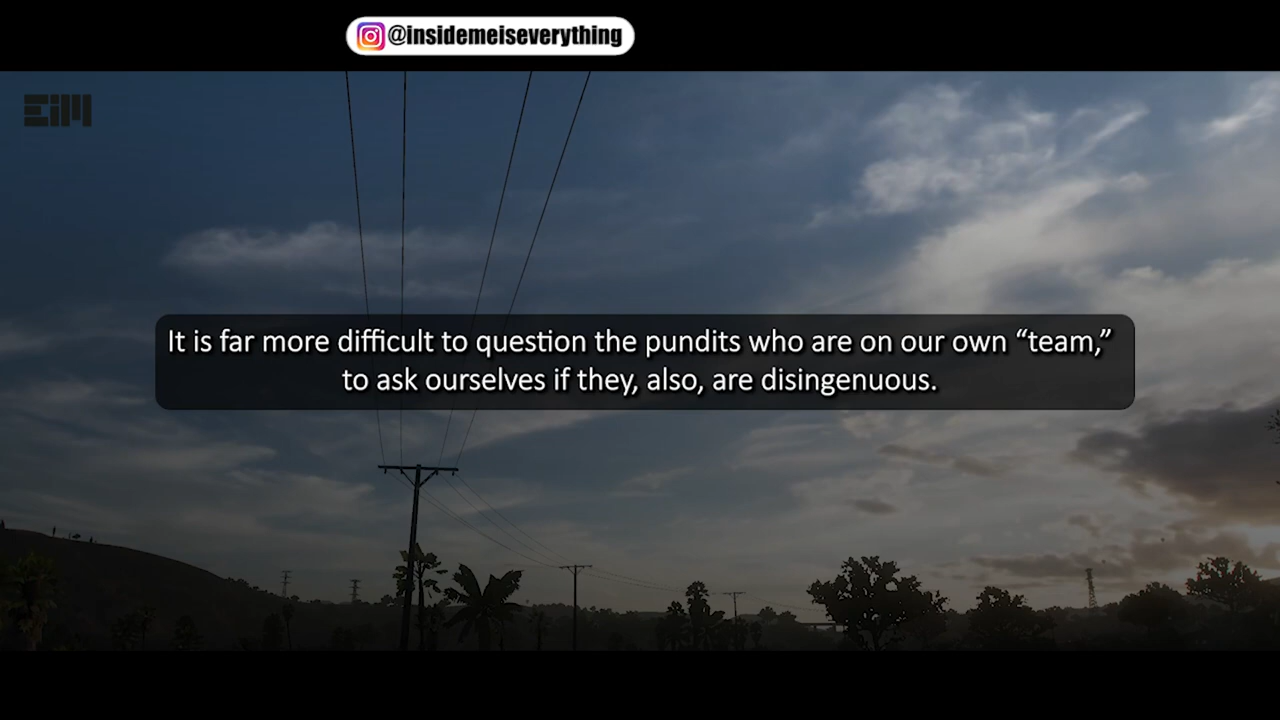 @insidemeiseverything
EiM
It is far more difficult to question the pundits who are on our own “team,”
to ask ourselves if they, also, are disingenuous.